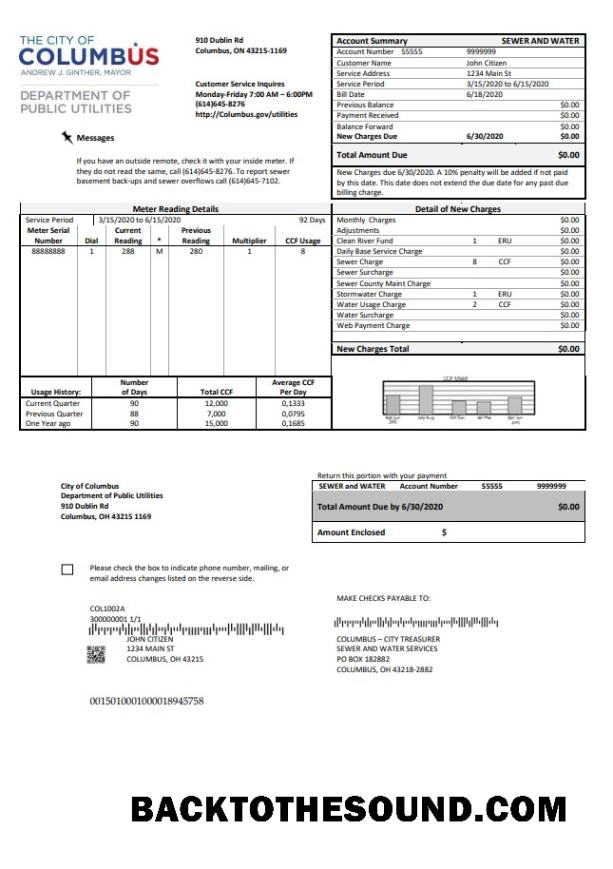 THE CITY OF
COLUMBUS
ANDREW J. GINTHER, MAYOR
DEPARTMENT OF
PUBLIC UTILITIES
910 Dublin Rd
Columbus, ON 43215-1169
Customer Service Inquires
Monday-Friday 7:00 AM – 6:00PM
(614)645-8276
http://Columbus.gov/utilities
Messages
If you have an outside remote, check it with your inside meter. If
they do not read the same, call (614)645-8276. To report sewer
basement back-ups and sewer overflows call (614)645-7102.
Account Summary SEWER AND WATER
Account Number 55555 9999999
Customer Name John Citizen
Service Address 1234 Main St
Service Period 3/15/2020 to 6/15/2020
Bill Date 6/18/2020
Previous Balance $0.00
Payment Received $0.00
Balance Forward $0.00
New Charges Due 6/30/2020 $0.00
Total Amount Due $0.00
New Charges due 6/30/2020. A 10% penalty will be added if not paid
by this date. This date does not extend the due date for any past due
billing charge.
Meter Reading Details
Service Period 3/15/2020 to 6/15/2020 92 Days
Meter Serial Number Dial Current Reading * Previous Reading Multiplier CCF Usage
88888888 1 288 M 280 1 8
Detail of New Charges
Monthly Charges $0.00
Adjustments $0.00
Clean River Fund 1 ERU $0.00
Daily Base Service Charge $0.00
Sewer Charge 8 CCF $0.00
Sewer Surcharge $0.00
Sewer County Maint Charge $0.00
Stormwater Charge 1 ERU $0.00
Water Usage Charge 2 CCF $0.00
Water Surcharge $0.00
Web Payment Charge $0.00
New Charges Total $0.00
Usage History: Number of Days Total CCF Average CCF Per Day
Current Quarter 90 12,000 0,1333
Previous Quarter 88 7,000 0,0795
One Year ago 90 15,000 0,1685
CCF Used
City of Columbus
Department of Public Utilities
910 Dublin Rd
Columbus, OH 43215 1169
Return this portion with your payment
SEWER AND WATER Account Number 55555 9999999
Total Amount Due by 6/30/2020 $0.00
Amount Enclosed $
Please check the box to indicate phone number, mailing, or
email address changes listed on the reverse side.
COL1002A
300000001 1/1
JOHN CITIZEN
1234 MAIN ST
COLUMBUS, OH 43215
MAKE CHECKS PAYABLE TO:
COLUMBUS – CITY TREASURER
SEWER AND WATER SERVICES
PO BOX 182882
COLUMBUS, OH 43218-2882
0015010001000018945758
BACKTOTHESOUND.COM